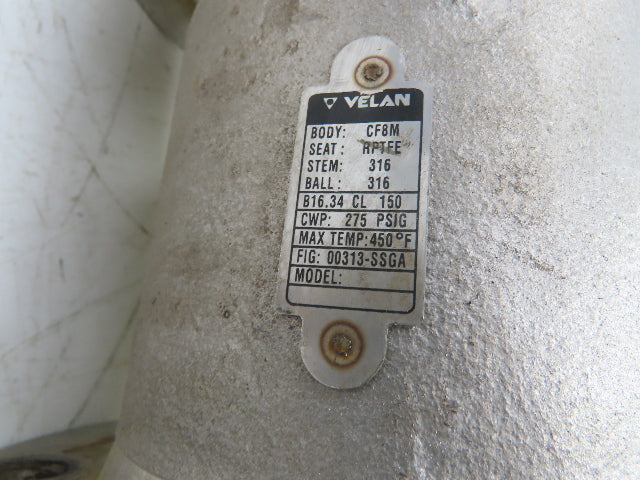 VELAN
BODY: CF8M
SEAT: RPTFE
STEM: 316
BALL: 316
B16.34 CL 150
CWP: 275 PSIG
MAX TEMP:450°F
FIG: 00313-SSGA
MODEL: